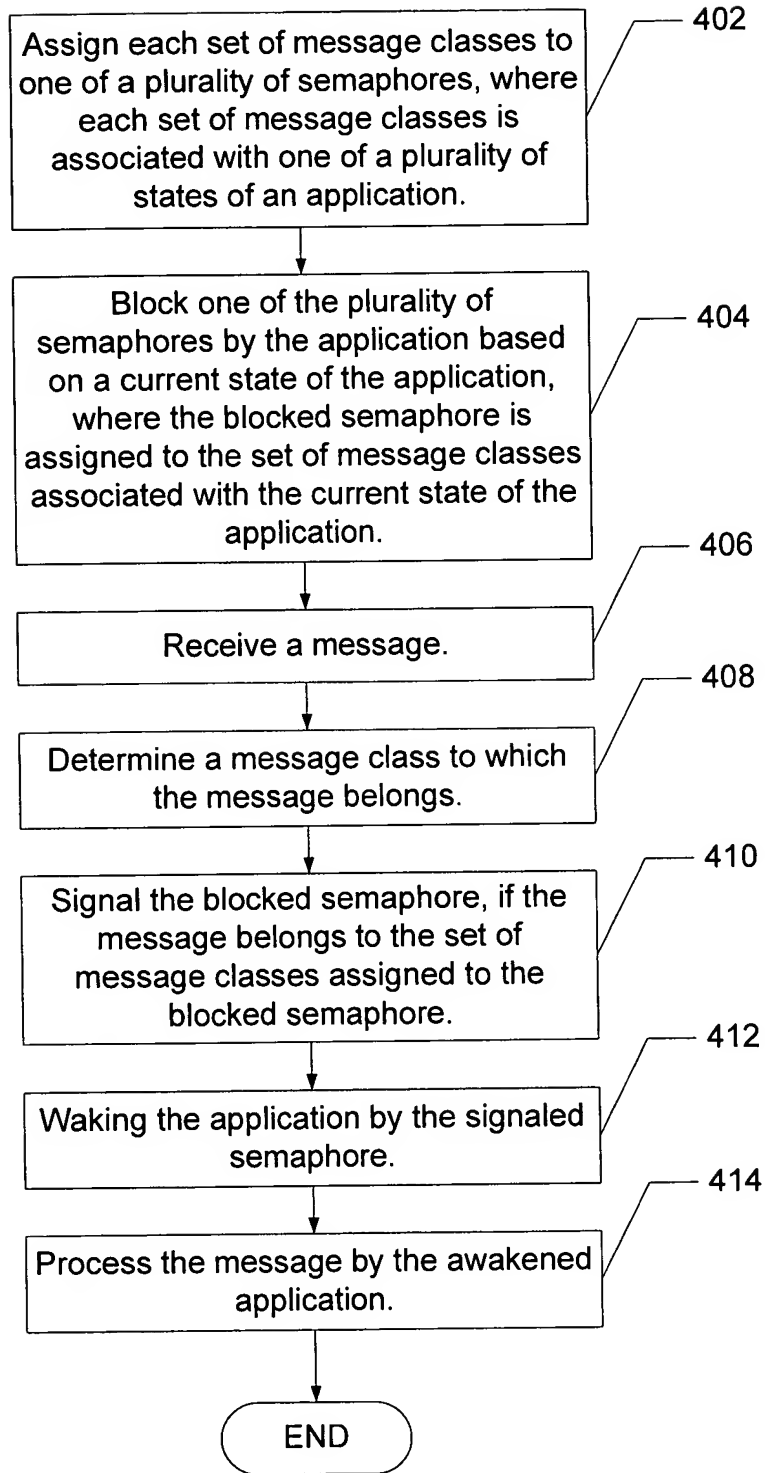 Assign each set of message classes to
one of a plurality of semaphores, where
each set of message classes is
associated with one of a plurality of
states of an application.
402
Block one of the plurality of
semaphores by the application based
on a current state of the application,
where the blocked semaphore is
assigned to the set of message classes
associated with the current state of the
application.
404
Receive a message.
406
Determine a message class to which
the message belongs.
408
Signal the blocked semaphore, if the
message belongs to the set of
message classes assigned to the
blocked semaphore.
410
Waking the application by the signaled
semaphore.
412
Process the message by the awakened
application.
414
END